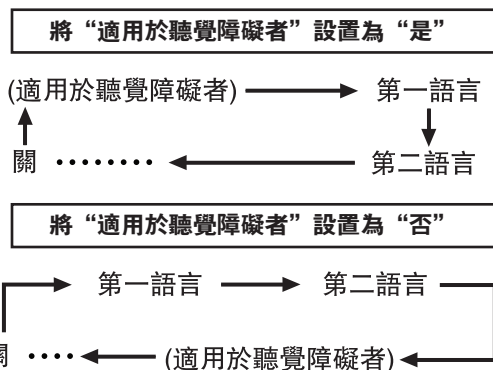 將“適用於聽覺障礙者”設置為“是”
(適用於聽覺障礙者) 第一語言
關 ········ 第二語言
將“適用於聽覺障礙者”設置為“否”
第一語言 第二語言
關 ···· (適用於聽覺障礙者)